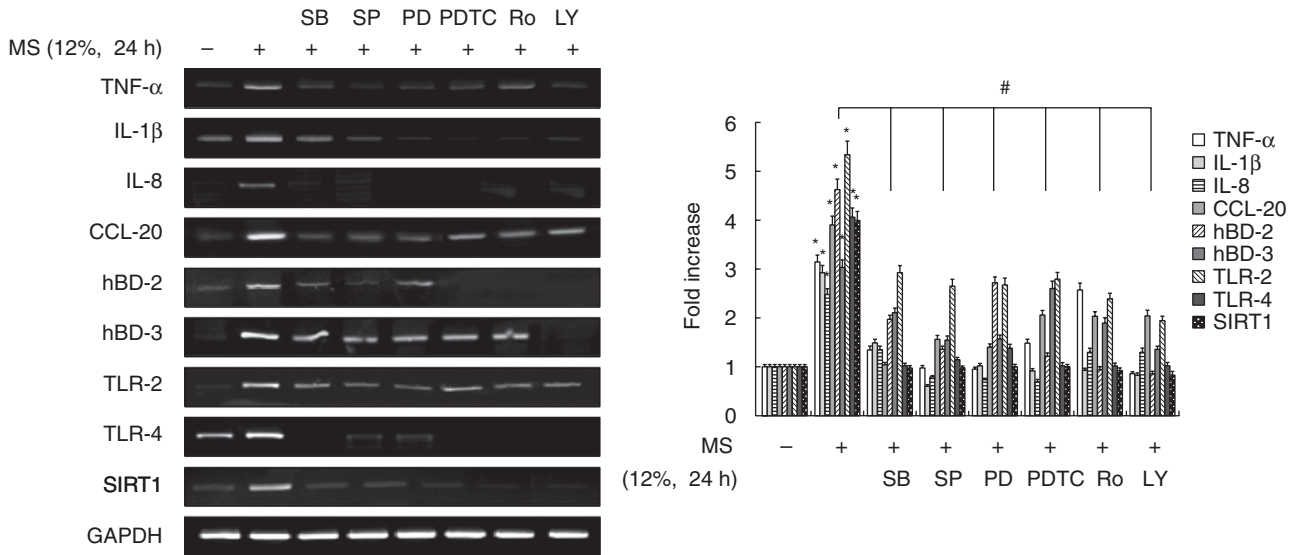 SB SP PD PDTC Ro LY
MS (12%, 24 h) – + + + + + + +
TNF-α
IL-1β
IL-8
CCL-20
hBD-2
hBD-3
TLR-2
TLR-4
SIRT1
GAPDH
#
Fold increase
6
5
4
3
2
1
0
* * * * * * * * *
TNF-α
IL-1β
IL-8
CCL-20
hBD-2
hBD-3
TLR-2
TLR-4
SIRT1
MS – + + + + + + +
(12%, 24 h) SB SP PD PDTC Ro LY